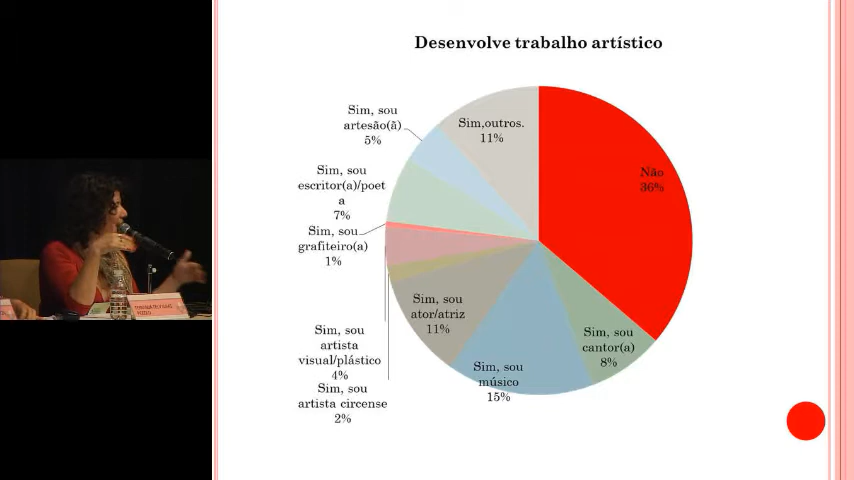 Desenvolve trabalho artístico
Sim, sou
artesão(ã)
5%
Sim,outros.
11%
Não
36%
Sim, sou
escritor(a)/poet
a
7%
Sim, sou
grafiteiro(a)
1%
Sim, sou
ator/atriz
11%
Sim, sou
cantor(a)
8%
Sim, sou
artista
visual/plástico
4%
Sim, sou
músico
15%
Sim, sou
artista circense
2%